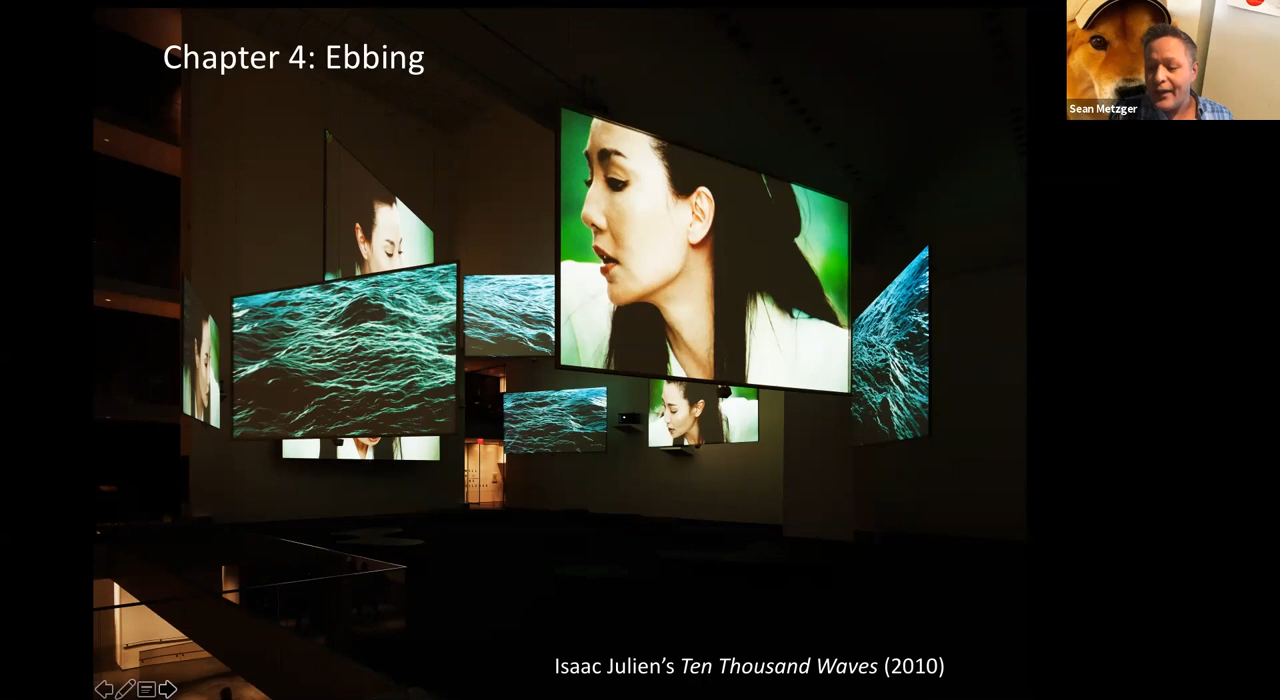 Chapter 4: Ebbing
Sean Metzger
Isaac Julien's Ten Thousand Waves (2010)